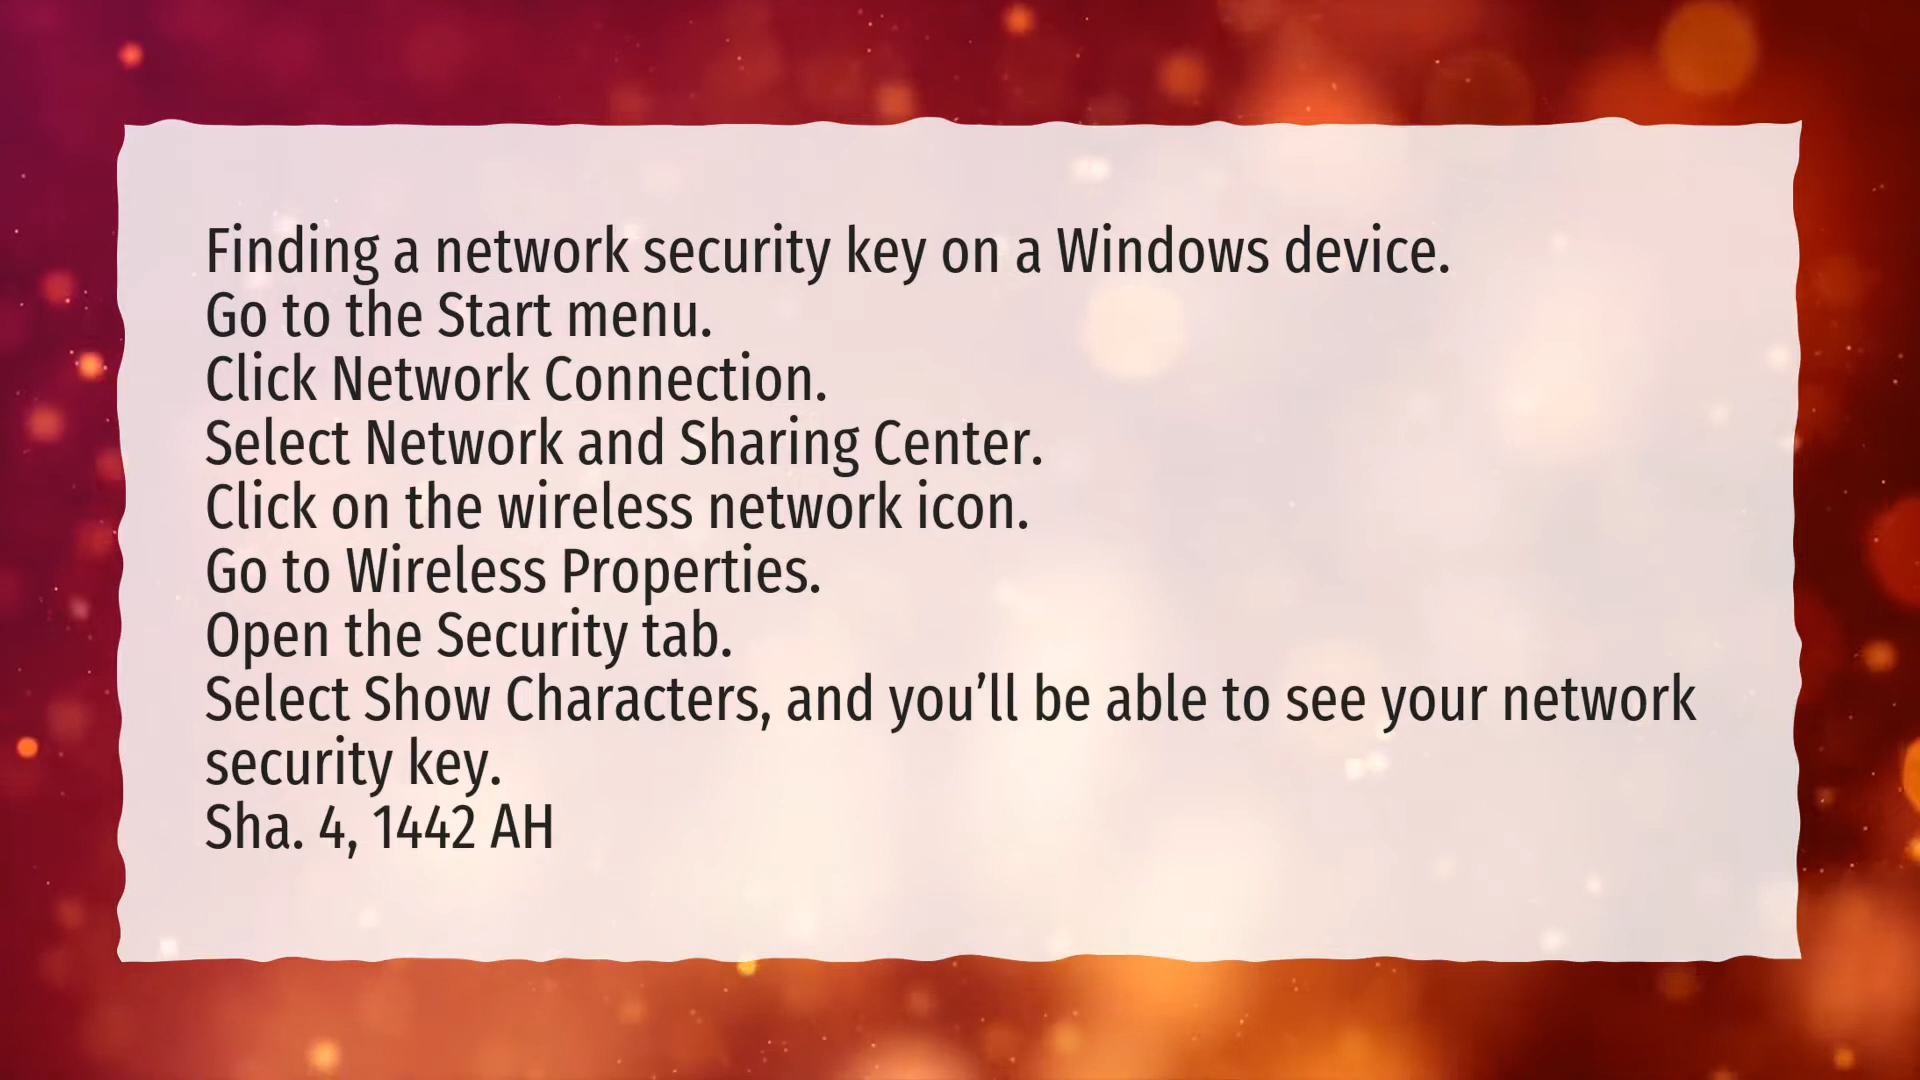 Finding a network security key on a Windows device.
Go to the Start menu.
Click Network Connection.
Select Network and Sharing Center.
Click on the wireless network icon.
Go to Wireless Properties.
Open the Security tab.
Select Show Characters, and you’ll be able to see your network
security key.
Sha. 4, 1442 AH